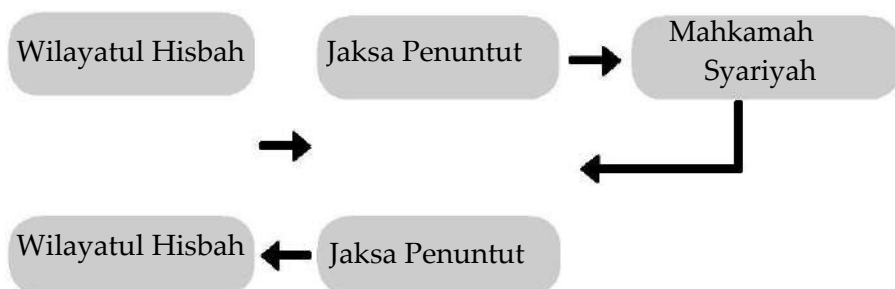 Wilayatul Hisbah
Jaksa Penuntut
Mahkamah
Syariyah
Wilayatul Hisbah
Jaksa Penuntut